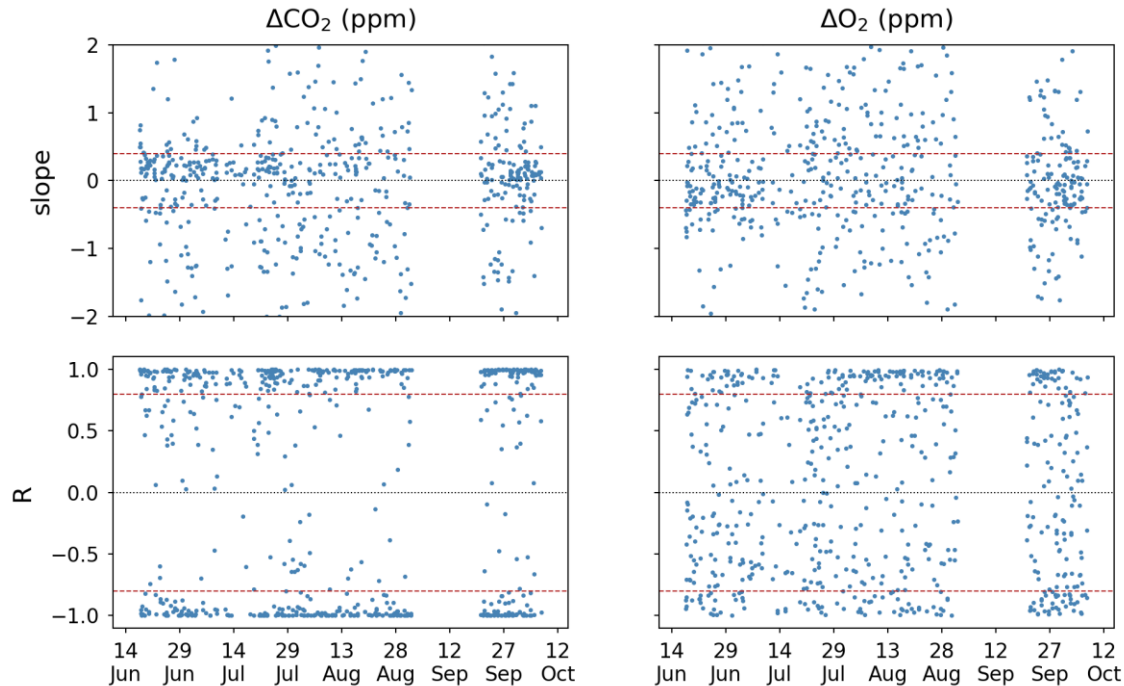 ΔCO₂ (ppm)
ΔO₂ (ppm)
slope
2
1
0
−1
−2
R
1.0
0.5
0.0
−0.5
−1.0
14 29 14 29 13 28 12 27 12
Jun Jun Jul Jul Aug Aug Sep Sep Oct
14 29 14 29 13 28 12 27 12
Jun Jun Jul Jul Aug Aug Sep Sep Oct